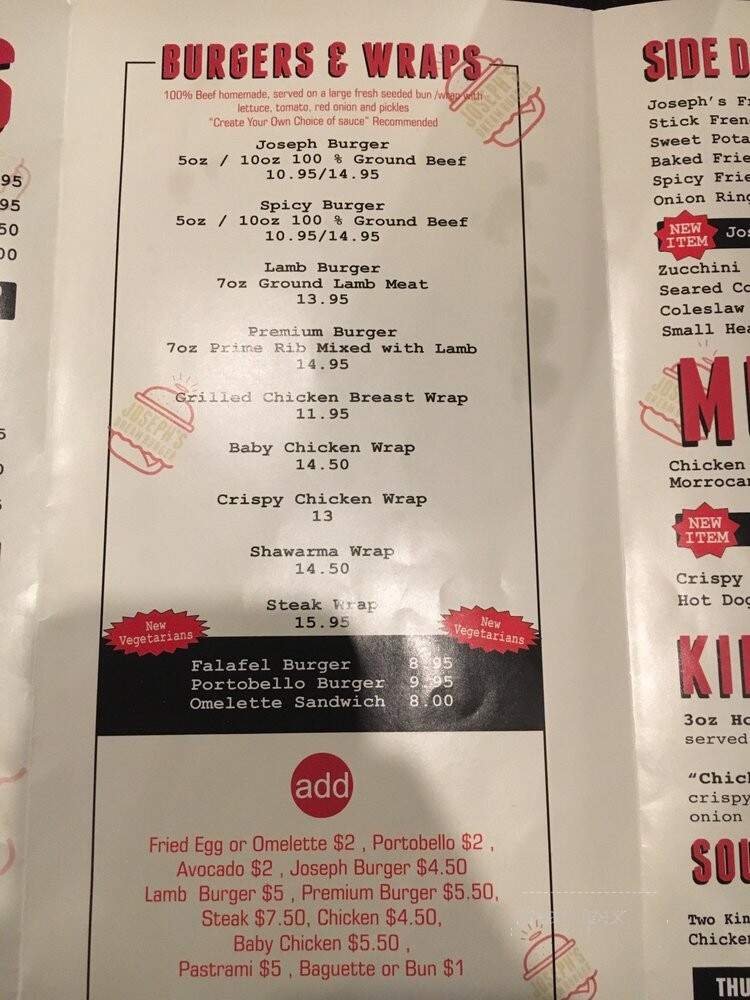 BURGERS & WRAPS
100% Beef homemade, served on a large fresh seeded bun /wrap with
lettuce, tomato, red onion and pickles
"Create Your Own Choice of sauce" Recommended
Joseph Burger
5oz / 10oz 100 % Ground Beef
10.95/14.95
Spicy Burger
5oz / 10oz 100 % Ground Beef
10.95/14.95
Lamb Burger
7oz Ground Lamb Meat
13.95
Premium Burger
7oz Prime Rib Mixed with Lamb
14.95
Grilled Chicken Breast Wrap
11.95
Baby Chicken Wrap
14.50
Crispy Chicken Wrap
13
Shawarma Wrap
14.50
Steak Wrap
15.95
New
Vegetarians
New
Vegetarians
Falafel Burger 8.95
Portobello Burger 9.95
Omelette Sandwich 8.00
add
Fried Egg or Omelette $2 , Portobello $2 ,
Avocado $2 , Joseph Burger $4.50
Lamb Burger $5 , Premium Burger $5.50,
Steak $7.50, Chicken $4.50,
Baby Chicken $5.50 ,
Pastrami $5 , Baguette or Bun $1
SIDE D
Joseph's F
Stick Fren
Sweet Pota
Baked Frie
Spicy Frie
Onion Ring
NEW
ITEM
Jos
Zucchini
Seared Co
Coleslaw
Small Hea
M
Chicken
Morrocan
NEW
ITEM
Crispy
Hot Dog
KI
3oz Ho
served
"Chick
crispy
onion
SOU
Two Kin
Chicken
THU